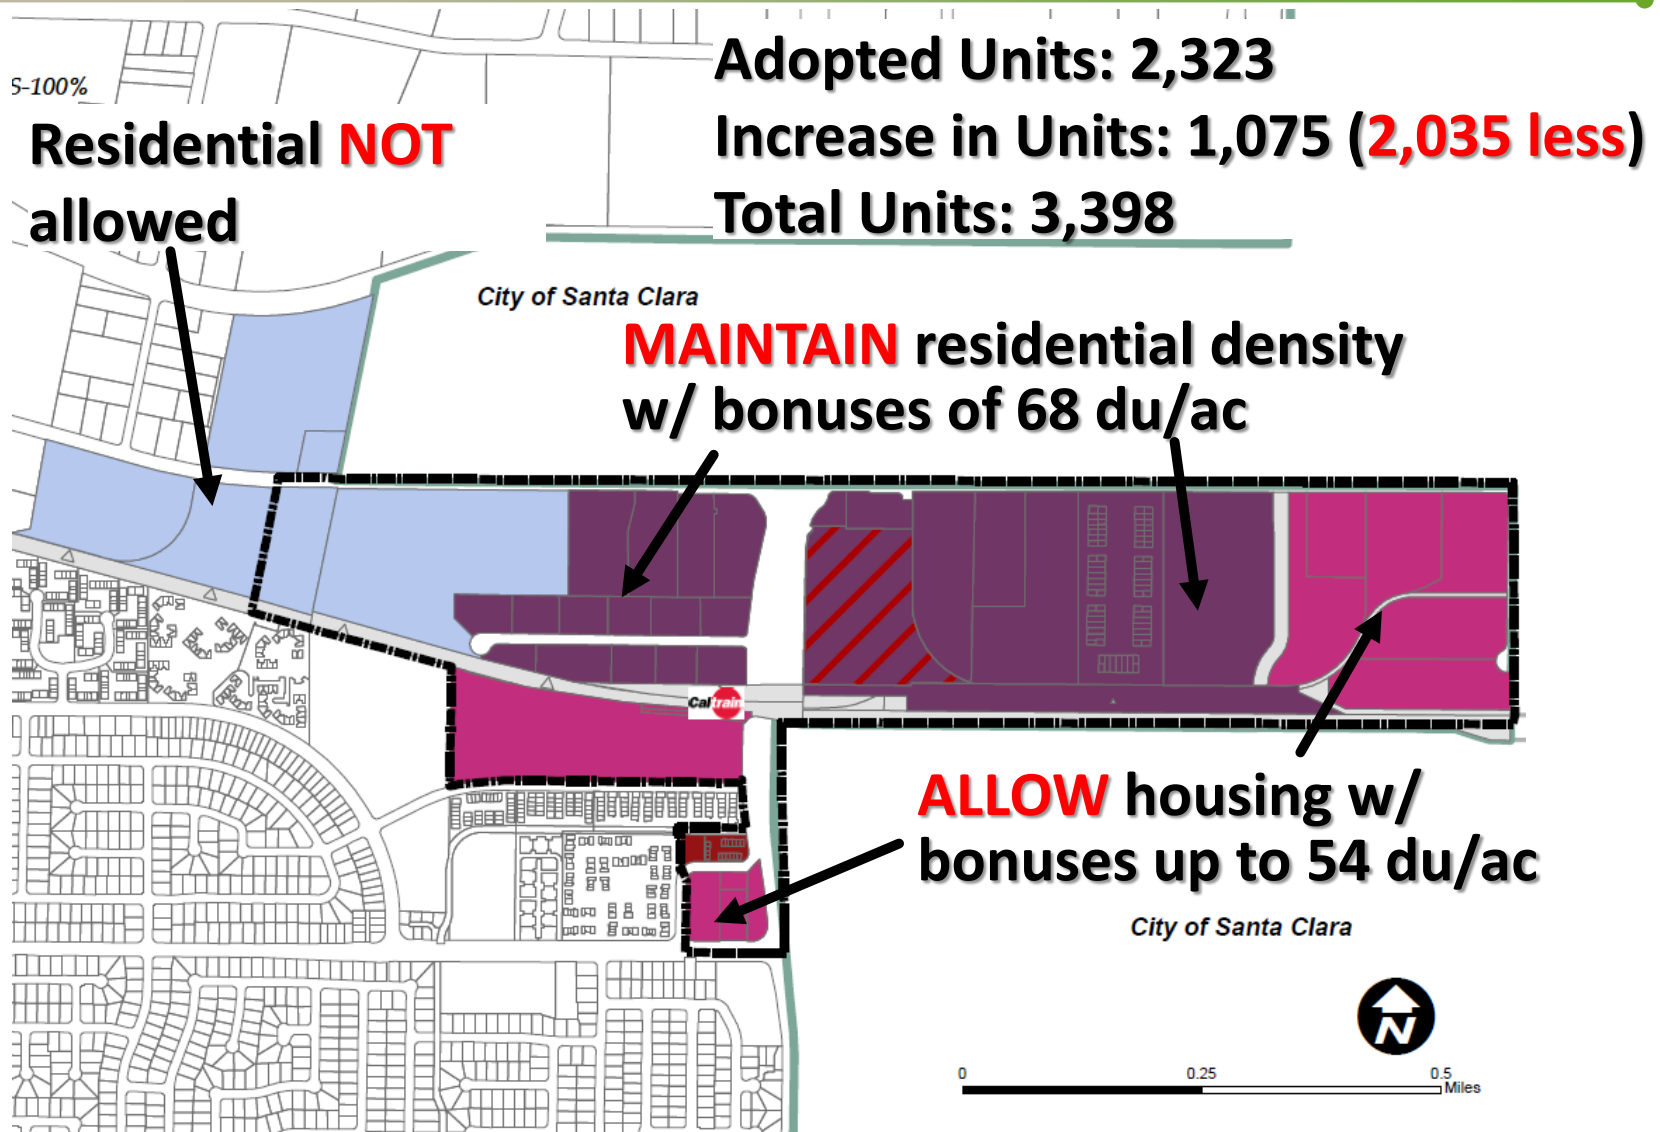 Adopted Units: 2,323
Increase in Units: 1,075 (2,035 less)
Total Units: 3,398
S-100%
Residential NOT
allowed
City of Santa Clara
MAINTAIN residential density
w/ bonuses of 68 du/ac
Caltrain
ALLOW housing w/
bonuses up to 54 du/ac
City of Santa Clara
N
0 0.25 0.5
Miles